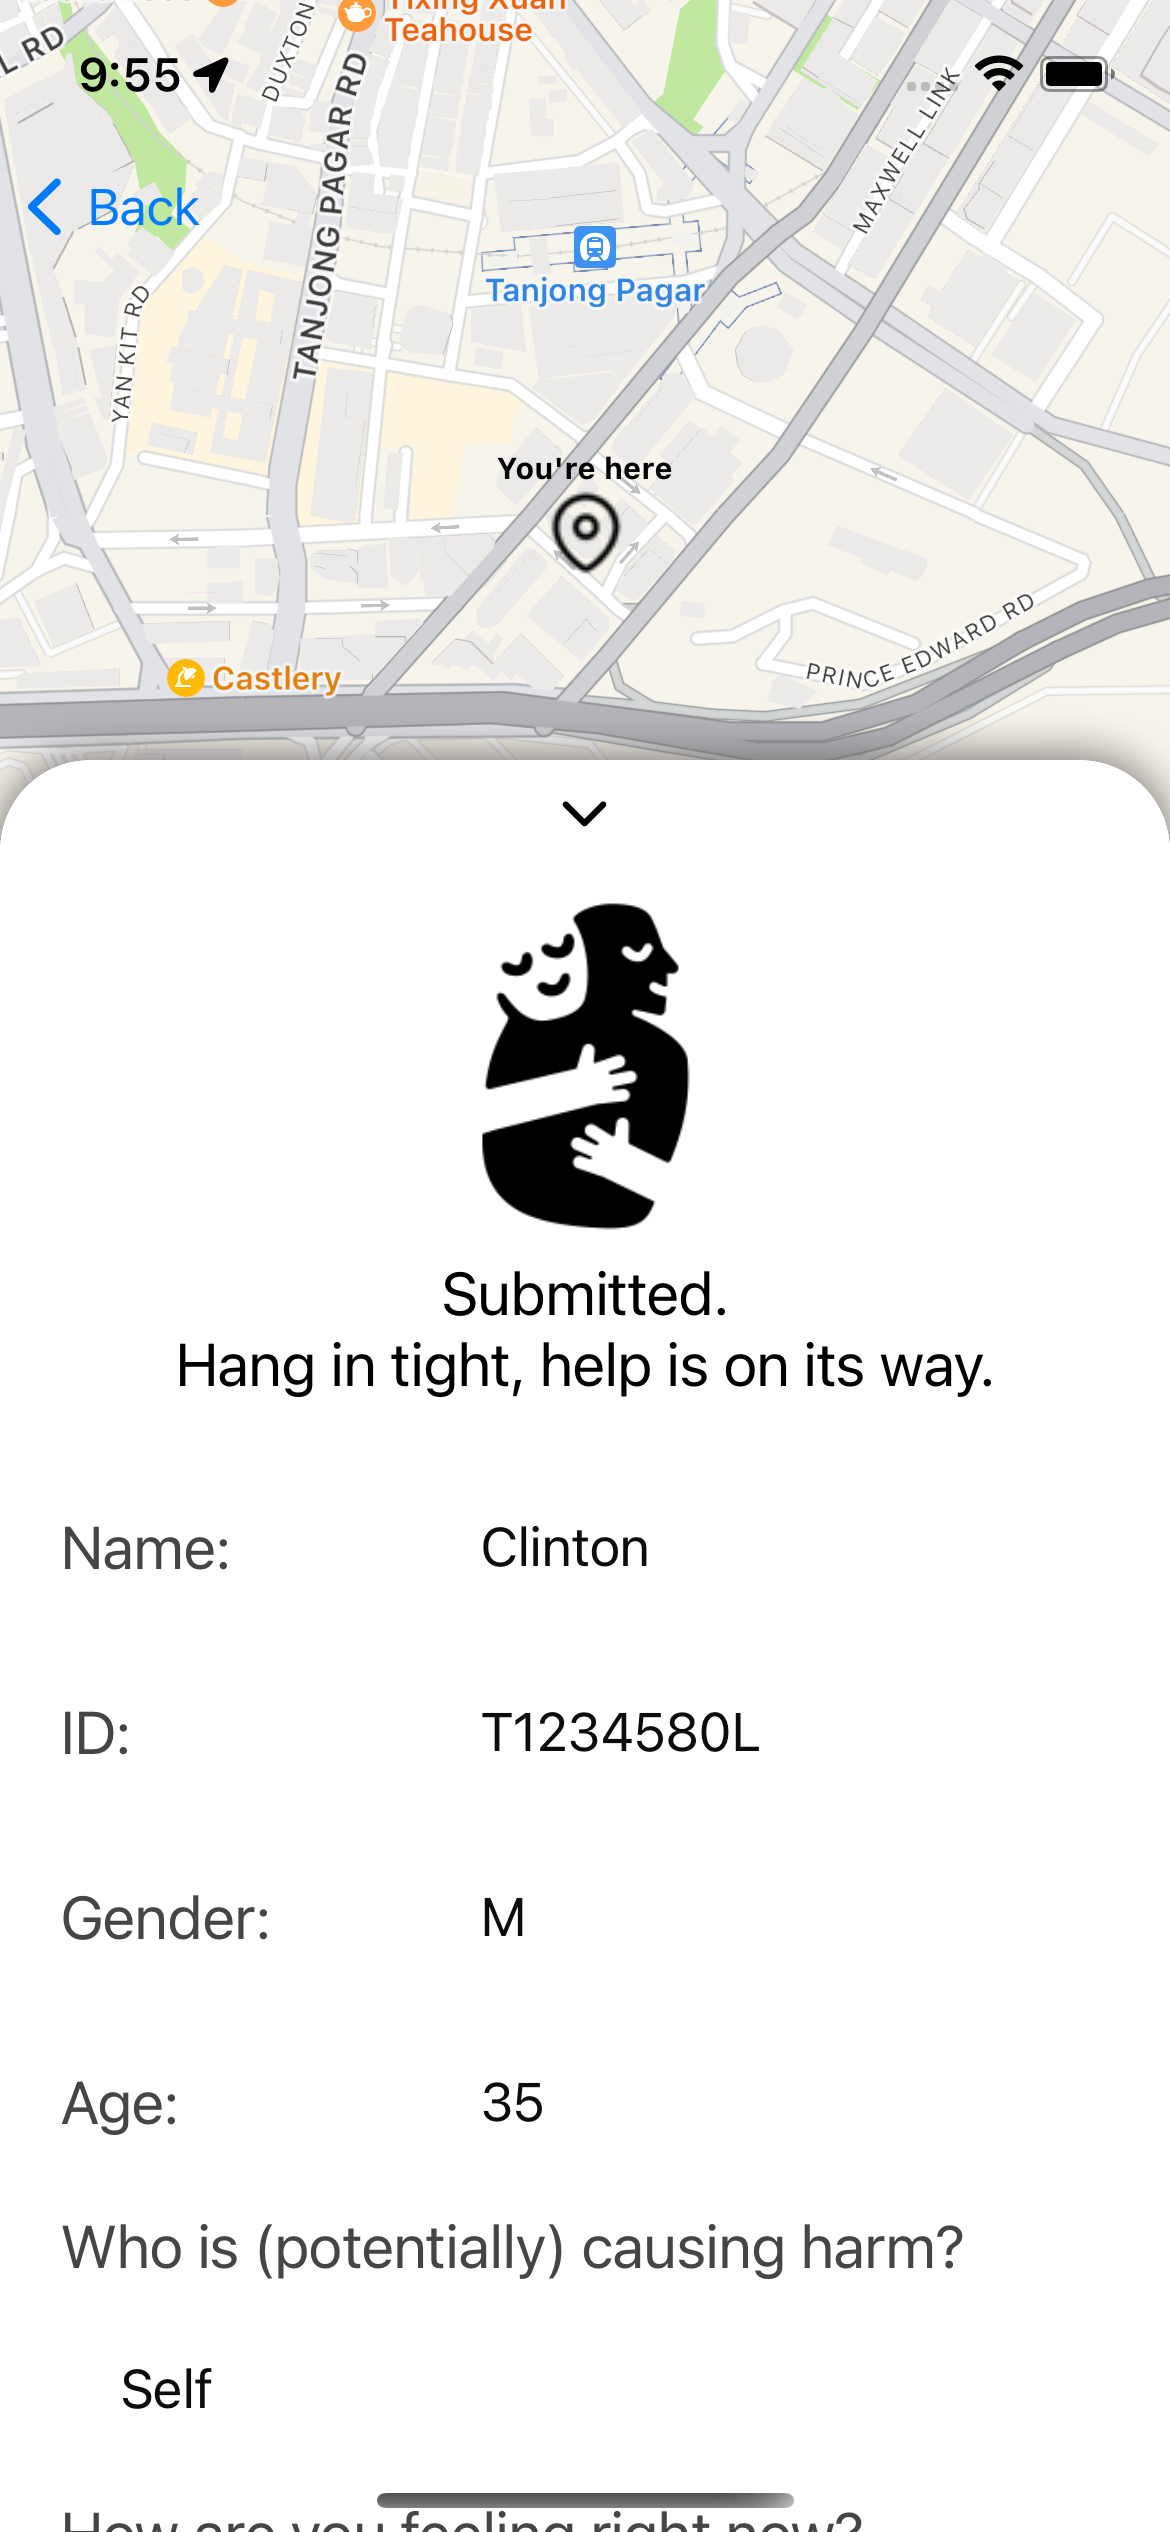 Yixing Xuan
Teahouse
L RD
9:55
DUXTON
TANJONG PAGAR RD
MAXWELL LINK
Back
Tanjong Pagar
YAN KIT RD
You're here
PRINCE EDWARD RD
Castlery
Submitted.
Hang in tight, help is on its way.
Name: Clinton
ID: T1234580L
Gender: M
Age: 35
Who is (potentially) causing harm?
Self
How are you feeling right now?